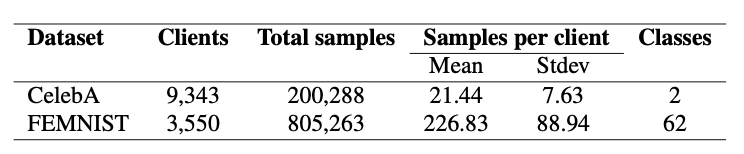 Dataset Clients Total samples Samples per client Classes
Mean Stdev
CelebA 9,343 200,288 21.44 7.63 2
FEMNIST 3,550 805,263 226.83 88.94 62